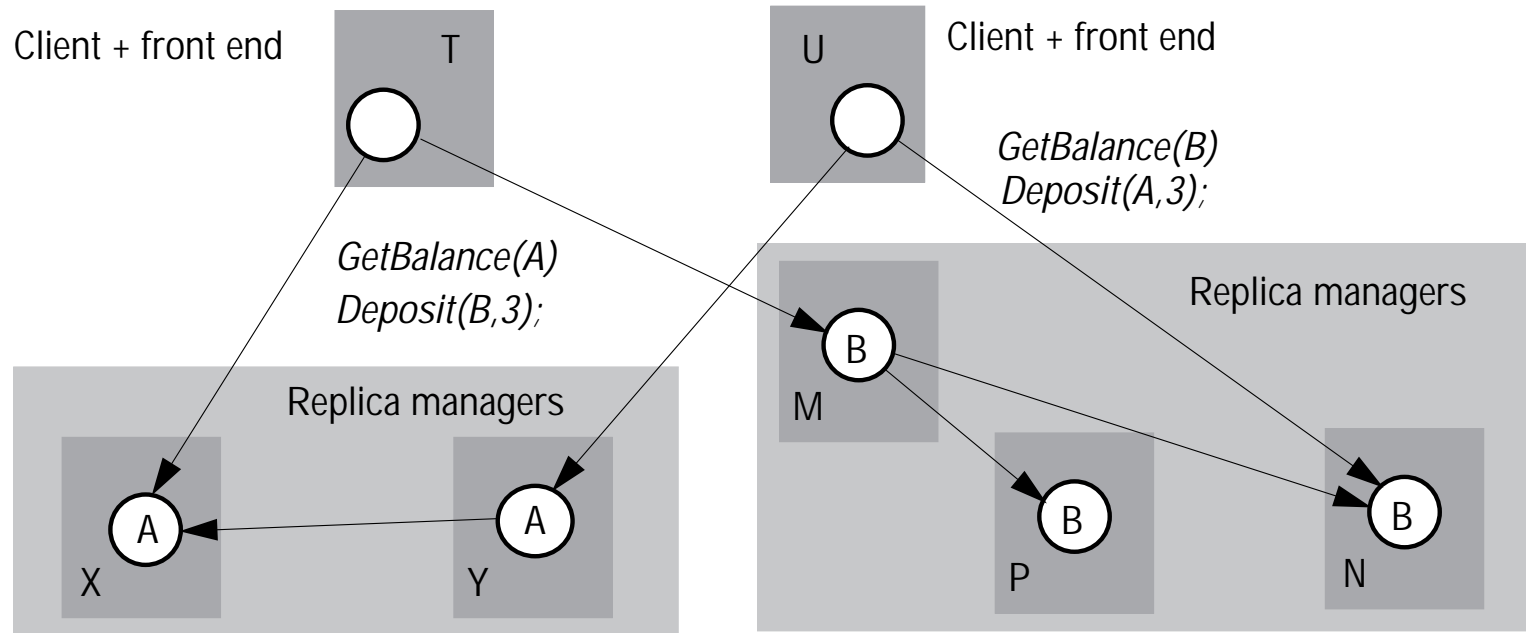 Client + front end
T
U
Client + front end
GetBalance(B)
Deposit(A,3);
GetBalance(A)
Deposit(B,3);
Replica managers
B
M
Replica managers
A
X
A
Y
B
P
B
N